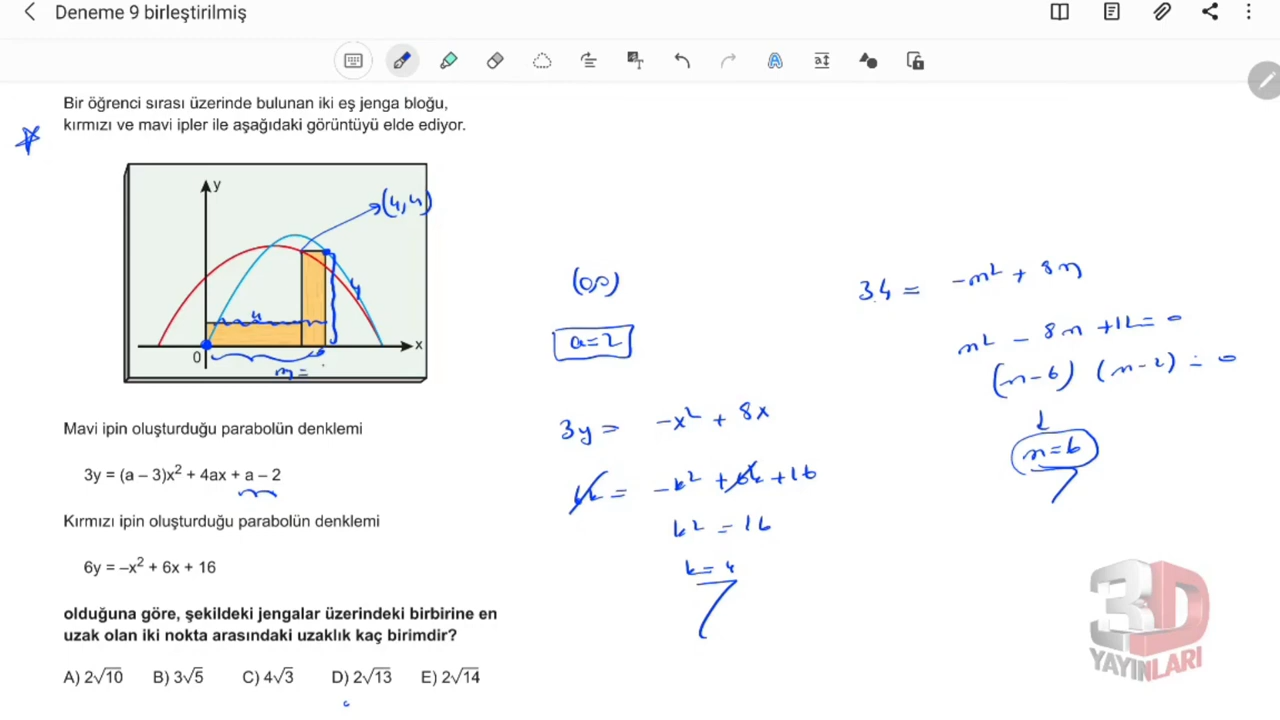 Deneme 9 birleştirilmiş
Bir öğrenci sırası üzerinde bulunan iki eş jenga bloğu,
kırmızı ve mavi ipler ile aşağıdaki görüntüyü elde ediyor.
y
(4,4)
4
4
0
x
m=
Mavi ipin oluşturduğu parabolün denklemi
3y = (a – 3)x² + 4ax + a – 2
Kırmızı ipin oluşturduğu parabolün denklemi
6y = –x² + 6x + 16
olduğuna göre, şekildeki jengalar üzerindeki birbirine en
uzak olan iki nokta arasındaki uzaklık kaç birimdir?
A) 2√10 B) 3√5 C) 4√3 D) 2√13 E) 2√14
(0,0)
a=2
3y = -x² + 8x
6k = -k² + 6k + 16
k² = 16
k = 4
3.4 = -m² + 8m
m² - 8m + 12 = 0
(m-6) (m-2) = 0
m=6
3D
YAYINLARI